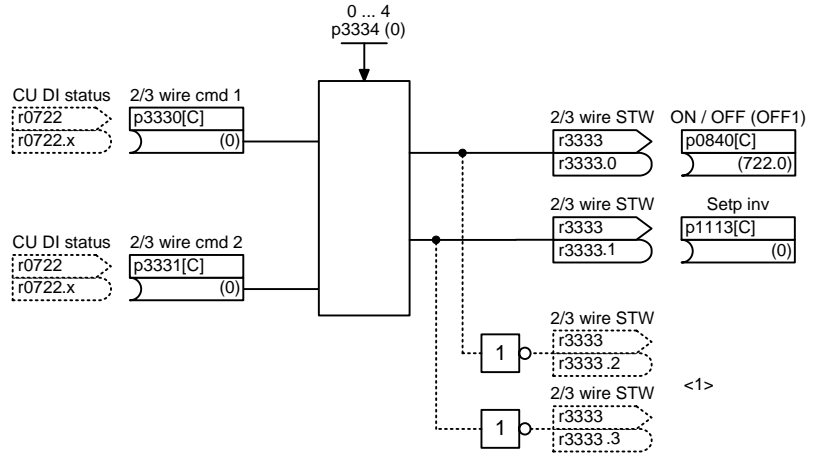 0 ... 4
p3334 (0)
CU DI status
2/3 wire cmd 1
r0722
p3330[C]
r0722.x
(0)
2/3 wire STW
ON / OFF (OFF1)
r3333
p0840[C]
r3333.0
(722.0)
2/3 wire STW
Setp inv
r3333
p1113[C]
r3333.1
(0)
CU DI status
2/3 wire cmd 2
r0722
p3331[C]
r0722.x
(0)
2/3 wire STW
r3333
1
r3333.2
<1>
2/3 wire STW
r3333
1
r3333.3